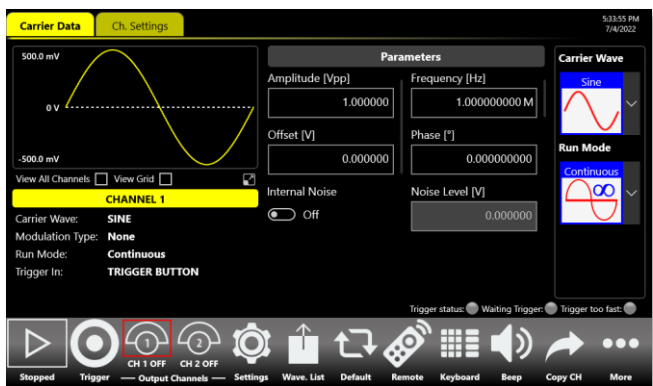 Carrier Data
Ch. Settings
5:33:55 PM
7/4/2022
500.0 mV
0 V
-500.0 mV
View All Channels
View Grid
CHANNEL 1
Carrier Wave: SINE
Modulation Type: None
Run Mode: Continuous
Trigger In: TRIGGER BUTTON
Parameters
Amplitude [Vpp]
1.000000
Frequency [Hz]
1.000000000 M
Offset [V]
0.000000
Phase [°]
0.000000000
Internal Noise
Off
Noise Level [V]
0.000000
Carrier Wave
Sine
Run Mode
Continuous
∞
Trigger status:
Waiting Trigger:
Trigger too fast:
1
2
CH 1 OFF
CH 2 OFF
Stopped
Trigger
Output Channels
Settings
Wave. List
Default
Remote
Keyboard
Beep
Copy CH
More